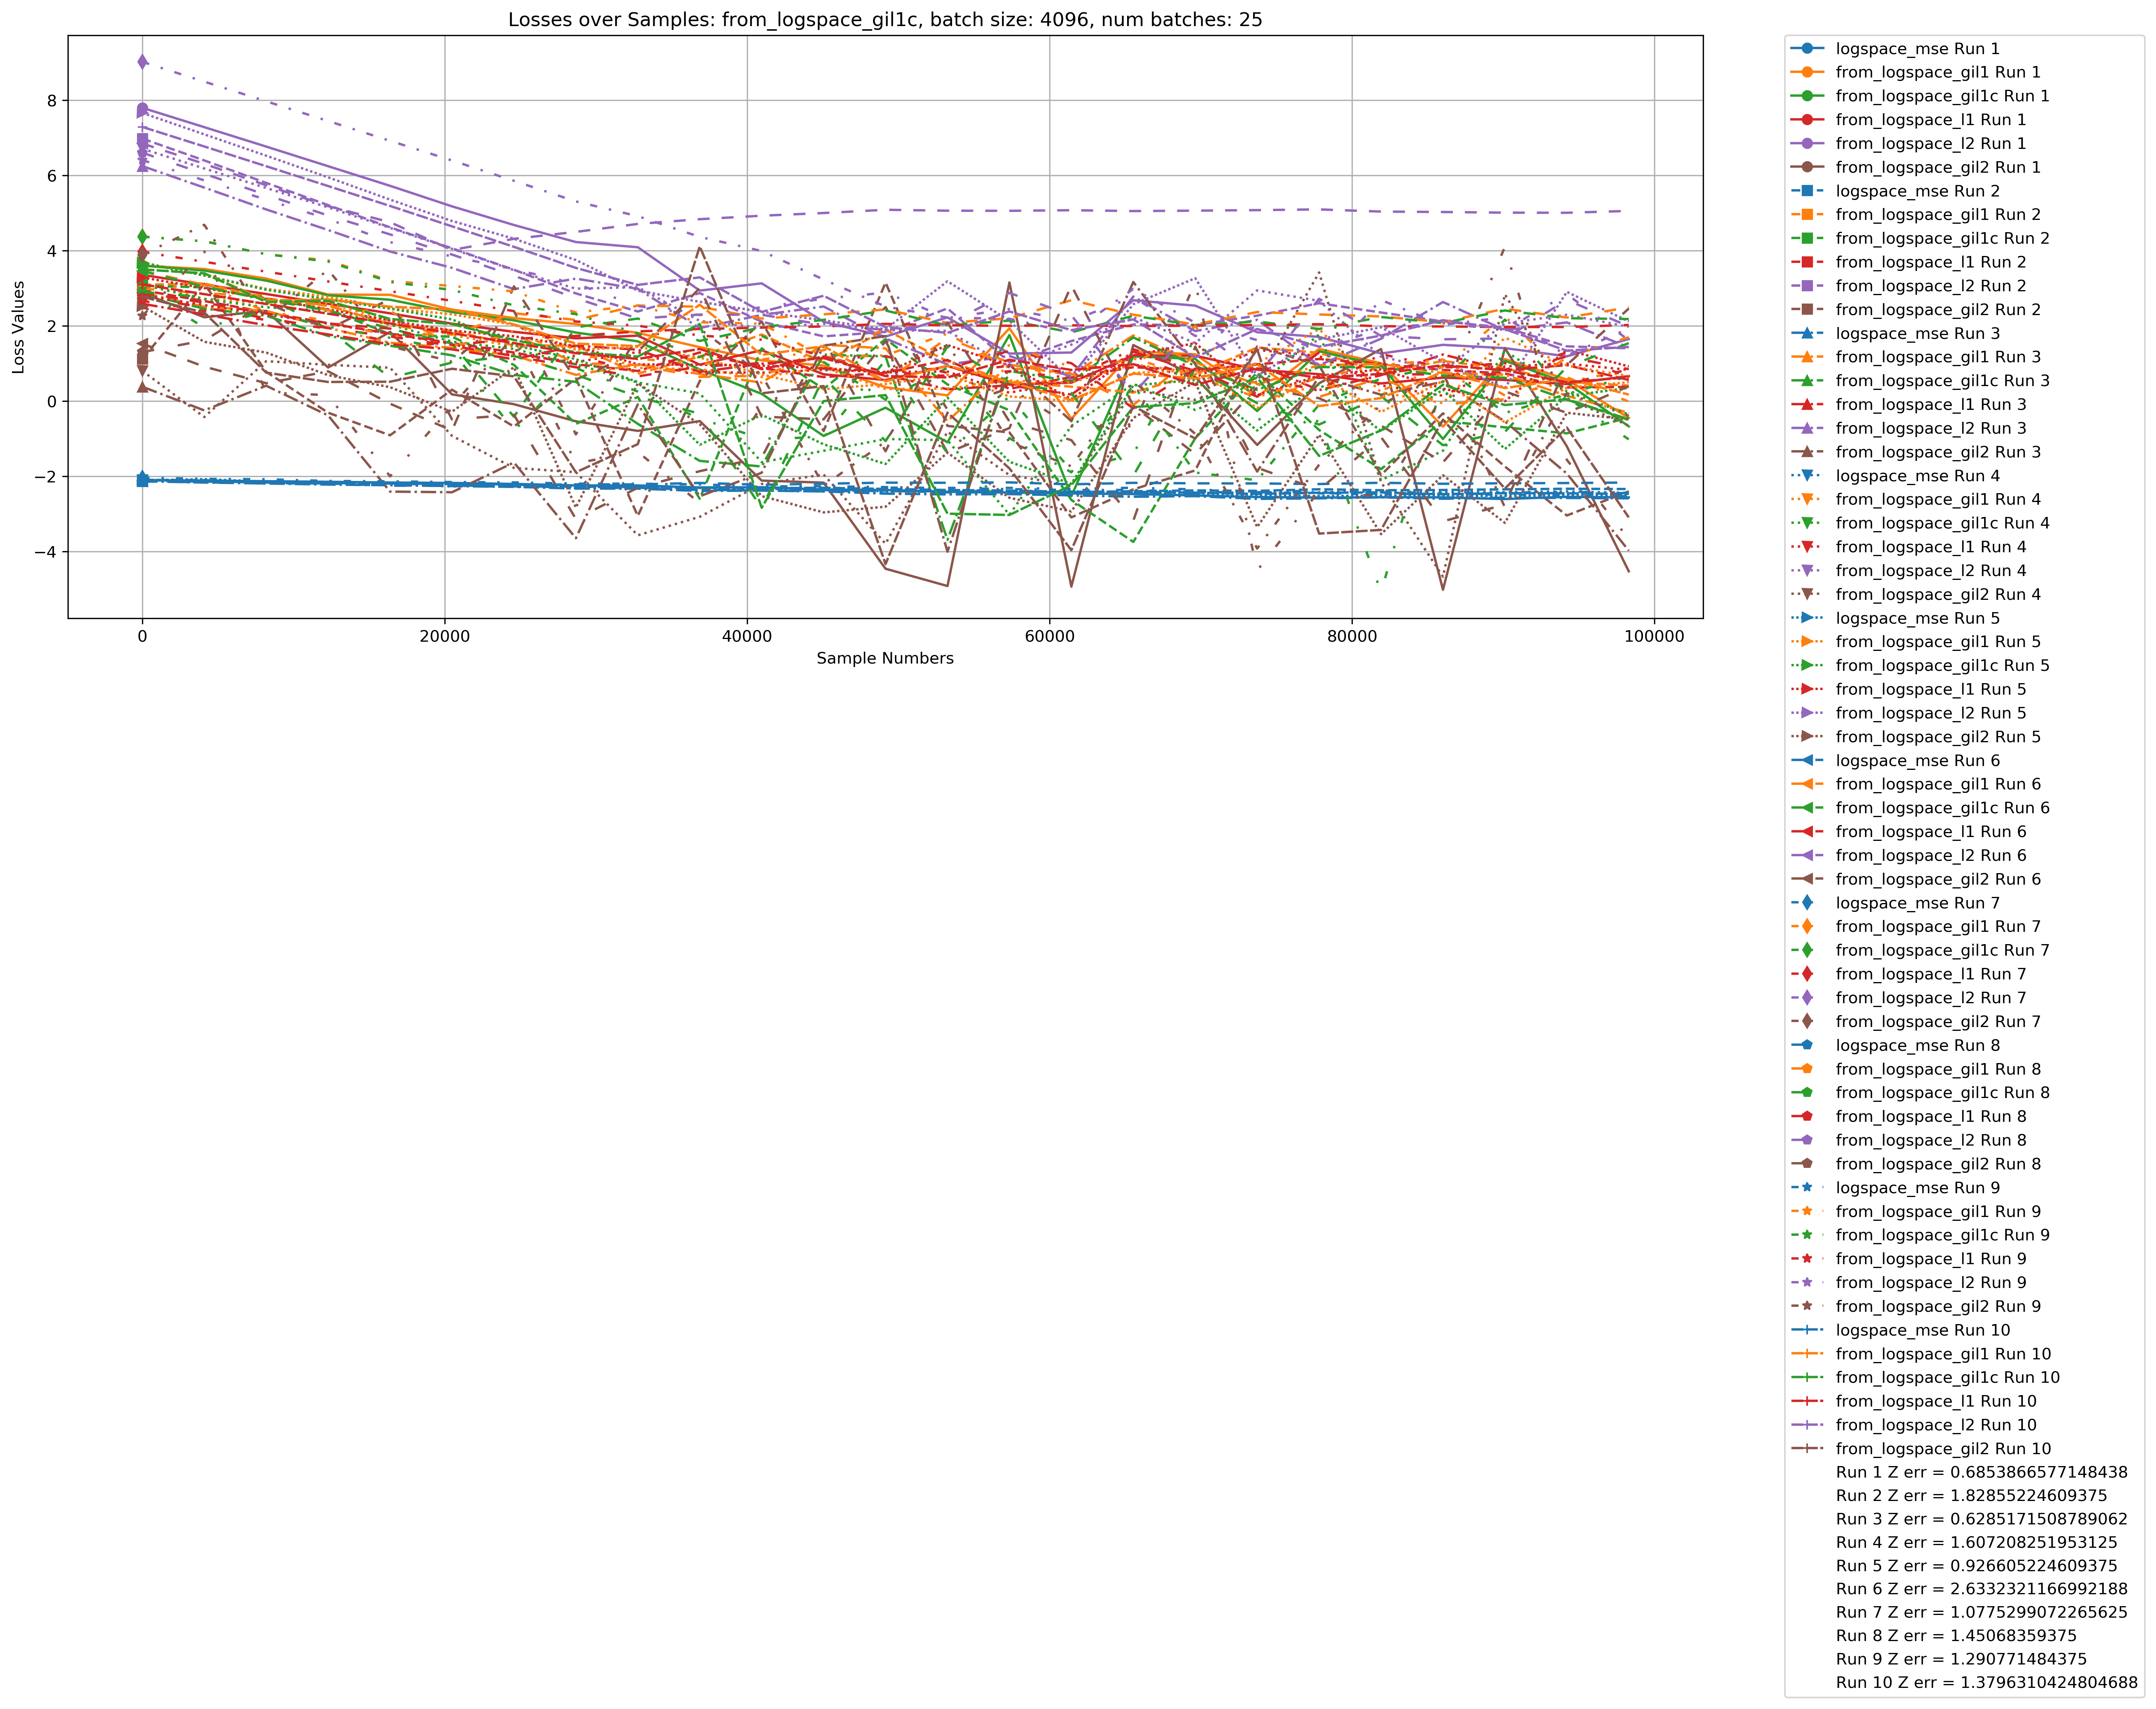 Losses over Samples: from_logspace_gil1c, batch size: 4096, num batches: 25
Loss Values
8
6
4
2
0
−2
−4
0
20000
40000
60000
80000
100000
Sample Numbers
logspace_mse Run 1
from_logspace_gil1 Run 1
from_logspace_gil1c Run 1
from_logspace_l1 Run 1
from_logspace_l2 Run 1
from_logspace_gil2 Run 1
logspace_mse Run 2
from_logspace_gil1 Run 2
from_logspace_gil1c Run 2
from_logspace_l1 Run 2
from_logspace_l2 Run 2
from_logspace_gil2 Run 2
logspace_mse Run 3
from_logspace_gil1 Run 3
from_logspace_gil1c Run 3
from_logspace_l1 Run 3
from_logspace_l2 Run 3
from_logspace_gil2 Run 3
logspace_mse Run 4
from_logspace_gil1 Run 4
from_logspace_gil1c Run 4
from_logspace_l1 Run 4
from_logspace_l2 Run 4
from_logspace_gil2 Run 4
logspace_mse Run 5
from_logspace_gil1 Run 5
from_logspace_gil1c Run 5
from_logspace_l1 Run 5
from_logspace_l2 Run 5
from_logspace_gil2 Run 5
logspace_mse Run 6
from_logspace_gil1 Run 6
from_logspace_gil1c Run 6
from_logspace_l1 Run 6
from_logspace_l2 Run 6
from_logspace_gil2 Run 6
logspace_mse Run 7
from_logspace_gil1 Run 7
from_logspace_gil1c Run 7
from_logspace_l1 Run 7
from_logspace_l2 Run 7
from_logspace_gil2 Run 7
logspace_mse Run 8
from_logspace_gil1 Run 8
from_logspace_gil1c Run 8
from_logspace_l1 Run 8
from_logspace_l2 Run 8
from_logspace_gil2 Run 8
logspace_mse Run 9
from_logspace_gil1 Run 9
from_logspace_gil1c Run 9
from_logspace_l1 Run 9
from_logspace_l2 Run 9
from_logspace_gil2 Run 9
logspace_mse Run 10
from_logspace_gil1 Run 10
from_logspace_gil1c Run 10
from_logspace_l1 Run 10
from_logspace_l2 Run 10
from_logspace_gil2 Run 10
Run 1 Z err = 0.6853866577148438
Run 2 Z err = 1.82855224609375
Run 3 Z err = 0.6285171508789062
Run 4 Z err = 1.607208251953125
Run 5 Z err = 0.926605224609375
Run 6 Z err = 2.6332321166992188
Run 7 Z err = 1.0775299072265625
Run 8 Z err = 1.45068359375
Run 9 Z err = 1.290771484375
Run 10 Z err = 1.3796310424804688